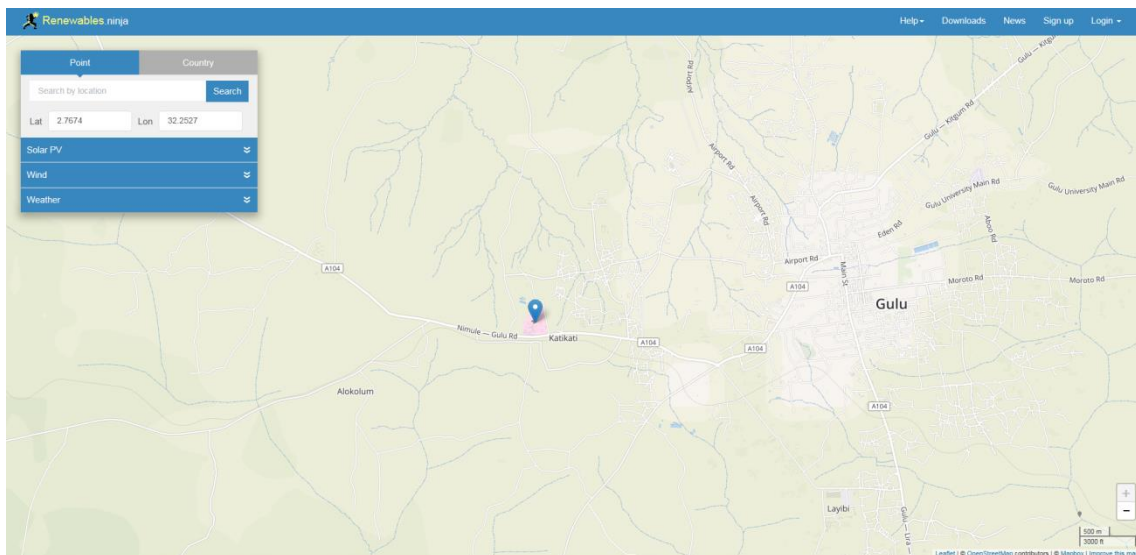 Renewables.ninja
Help
Downloads
News
Sign up
Login
Point
Country
Search by location
Search
Lat
2.7674
Lon
32.2527
Solar PV
Wind
Weather
Airport Rd
Gulu — Kitgum
Gulu — Kitgum Rd
Airport Rd
Airport Rd
Gulu University Main Rd
Gulu University Main Rd
Eden Rd
Aboo Rd
Airport Rd
Main St
A104
Moroto Rd
Moroto Rd
A104
Gulu
Nimule — Gulu Rd
Katikati
A104
A104
Alokolum
A104
Layibi
Gulu — Lira
+
−
500 m
3000 ft
Leaflet | © OpenStreetMap contributors | © Mapbox | Improve this ma